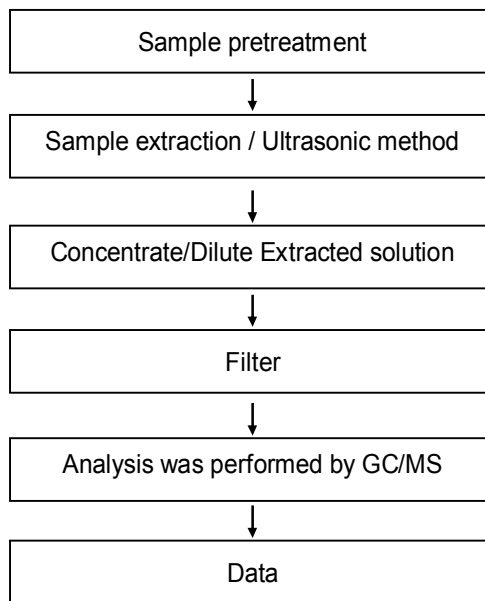 Sample pretreatment
Sample extraction / Ultrasonic method
Concentrate/Dilute Extracted solution
Filter
Analysis was performed by GC/MS
Data